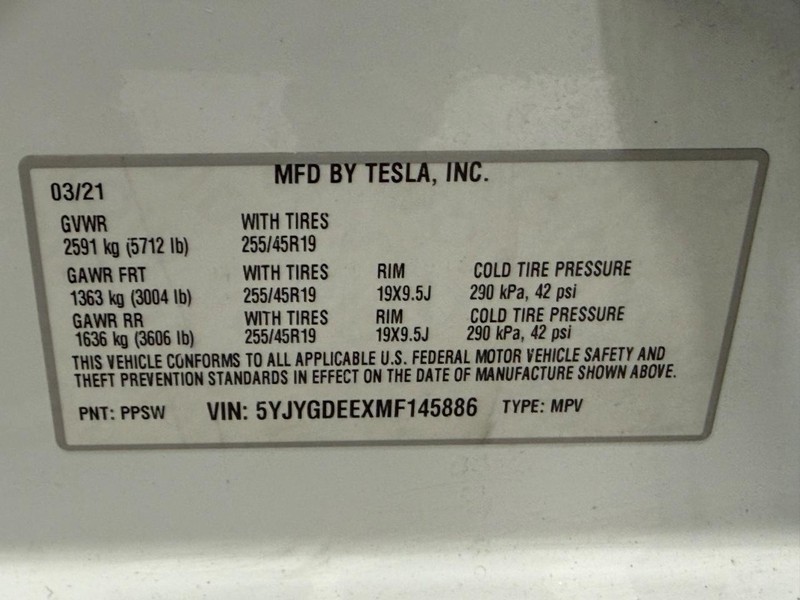 MFD BY TESLA, INC.
03/21
GVWR WITH TIRES
2591 kg (5712 lb) 255/45R19
GAWR FRT WITH TIRES RIM COLD TIRE PRESSURE
1363 kg (3004 lb) 255/45R19 19X9.5J 290 kPa, 42 psi
GAWR RR WITH TIRES RIM COLD TIRE PRESSURE
1636 kg (3606 lb) 255/45R19 19X9.5J 290 kPa, 42 psi
THIS VEHICLE CONFORMS TO ALL APPLICABLE U.S. FEDERAL MOTOR VEHICLE SAFETY AND
THEFT PREVENTION STANDARDS IN EFFECT ON THE DATE OF MANUFACTURE SHOWN ABOVE.
PNT: PPSW VIN: 5YJYGDEEXMF145886 TYPE: MPV